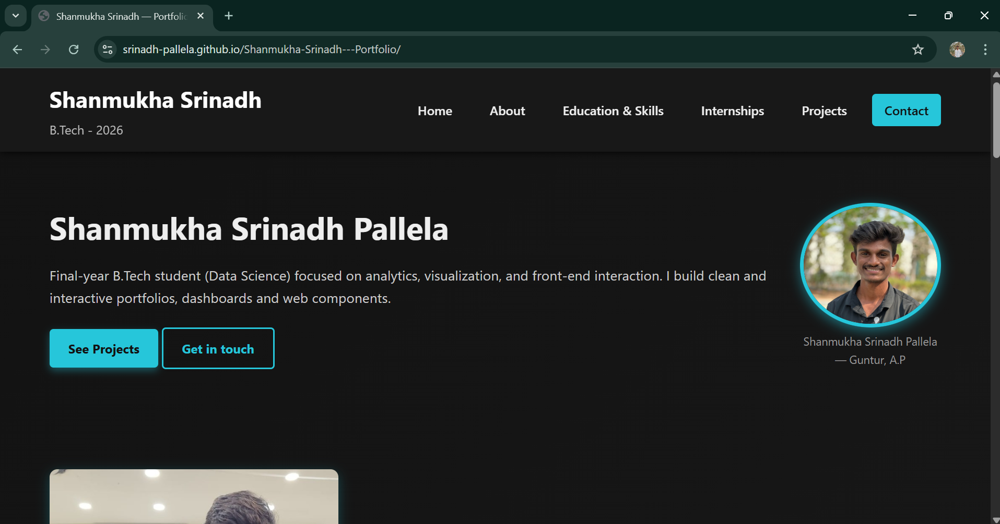 Shanmukha Srinadh — Portfolio
srinadh-pallela.github.io/Shanmukha-Srinadh---Portfolio/
Shanmukha Srinadh
B.Tech - 2026
Home
About
Education & Skills
Internships
Projects
Contact
Shanmukha Srinadh Pallela
Final-year B.Tech student (Data Science) focused on analytics, visualization, and front-end interaction. I build clean and
interactive portfolios, dashboards and web components.
See Projects
Get in touch
Shanmukha Srinadh Pallela
— Guntur, A.P